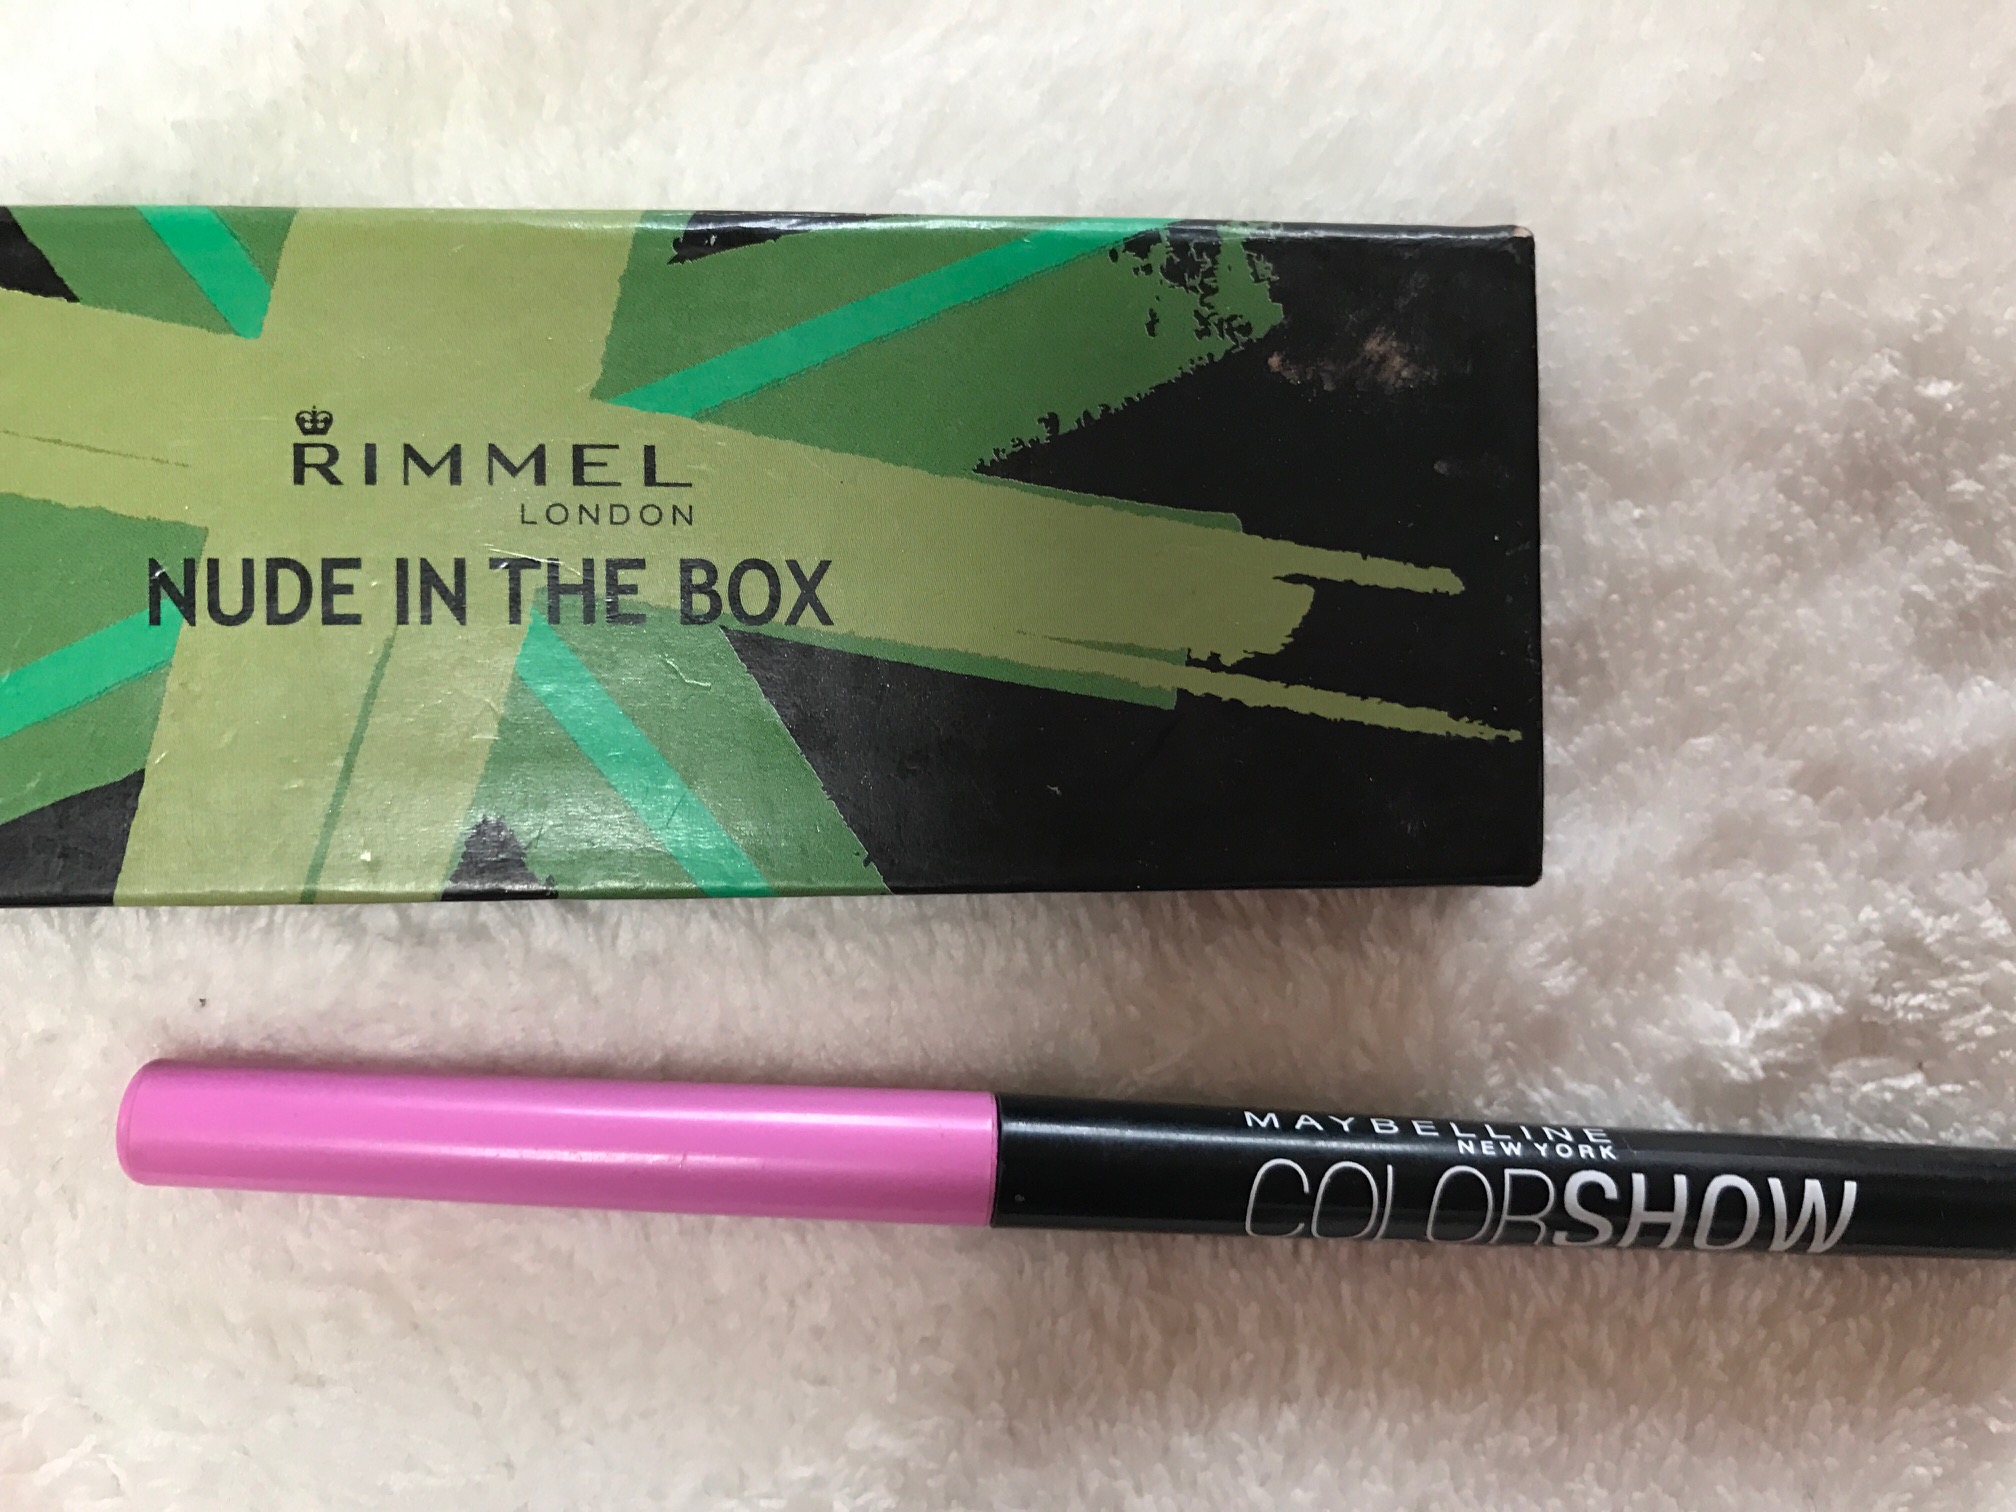 RIMMEL
LONDON
NUDE IN THE BOX
MAYBELLINE
NEW YORK
COLORSHOW